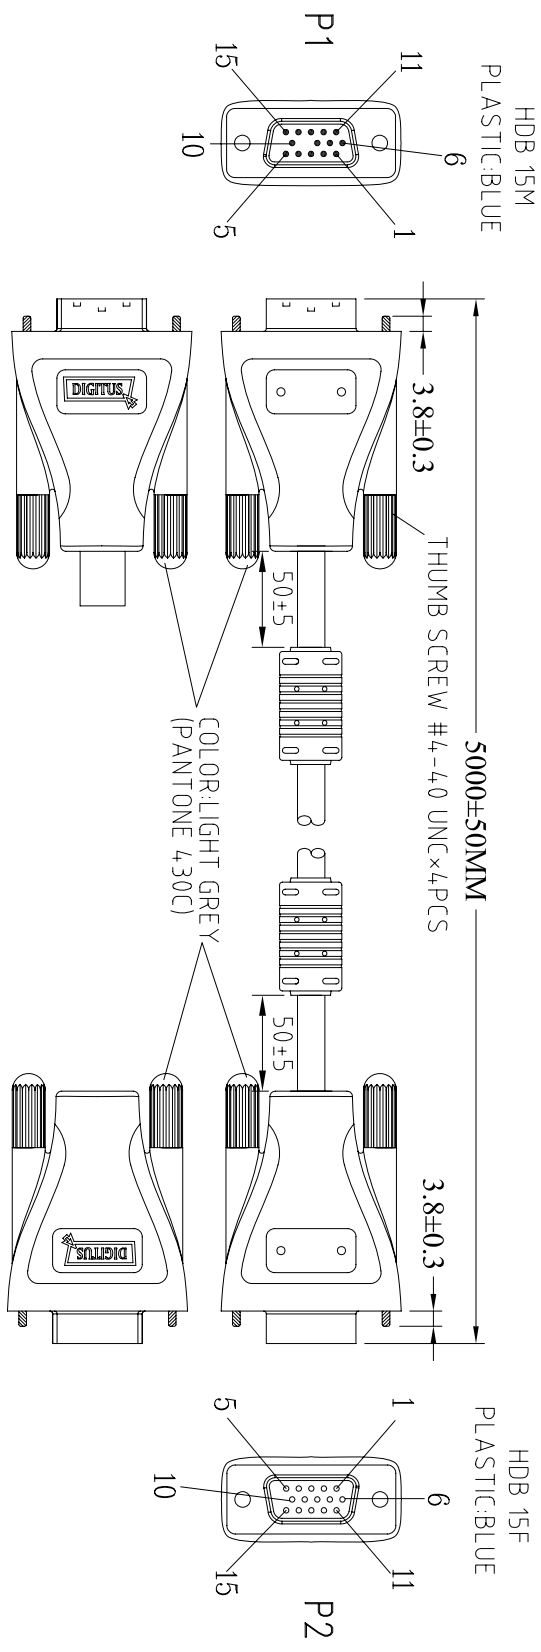 P1
15
11
10
6
5
1
HDB 15M
PLASTIC:BLUE
3.8±0.3
THUMB SCREW #4-40 UNC×4PCS
5000±50MM
DIGITUS
50±5
COLOR:LIGHT GREY
(PANTONE 430C)
50±5
3.8±0.3
DIGITUS
HDB 15F
PLASTIC:BLUE
1
5
6
10
11
15
P2